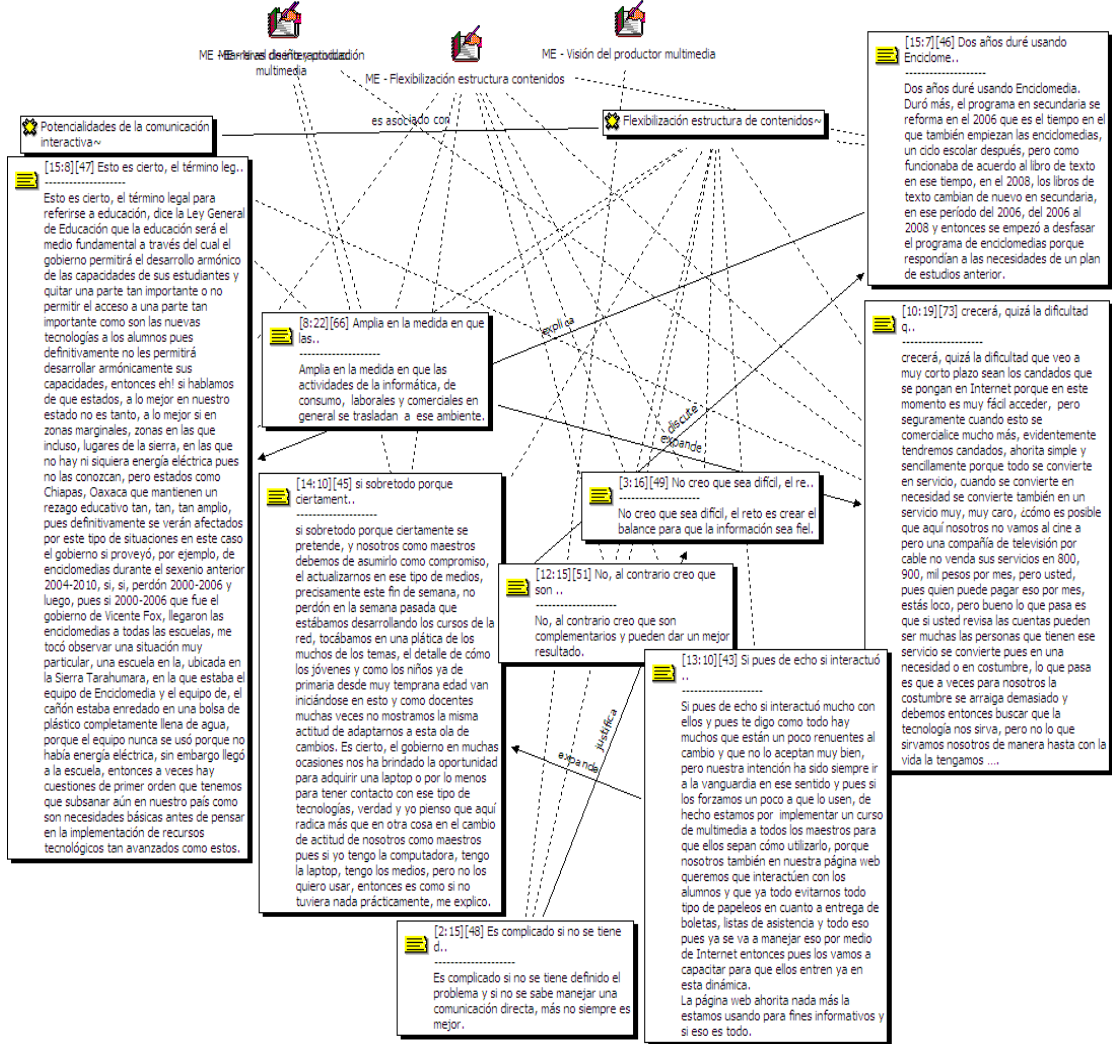 ME - Visión del productor multimedia
multimedia
ME - Flexibilización estructura contenidos
es asociado con
Potencialidades de la comunicación
interactiva~
Flexibilización estructura de contenidos~
[15:7][46] Dos años duré usando
Enciclome..
--------------------
Dos años duré usando Enciclomedia.
Duró más, el programa en secundaria se
reforma en el 2006 que es el tiempo en el
que también empiezan las enciclomedias,
un ciclo escolar después, pero como
funcionaba de acuerdo al libro de texto
en ese tiempo, en el 2008, los libros de
texto cambian de nuevo en secundaria,
en ese período del 2006, del 2006 al
2008 y entonces se empezó a desfasar
el programa de enciclomedias porque
respondían a las necesidades de un plan
de estudios anterior.
[15:8][47] Esto es cierto, el término leg..
--------------------
Esto es cierto, el término legal para
referirse a educación, dice la Ley General
de Educación que la educación será el
medio fundamental a través del cual el
gobierno permitirá el desarrollo armónico
de las capacidades de sus estudiantes y
quitar una parte tan importante o no
permitir el acceso a una parte tan
importante como son las nuevas
tecnologías a los alumnos pues
definitivamente no les permitirá
desarrollar armónicamente sus
capacidades, entonces eh! si hablamos
de que estados, a lo mejor en nuestro
estado no es tanto, a lo mejor si en
zonas marginales, zonas en las que
incluso, lugares de la sierra, en las que
no hay ni siquiera energía eléctrica pues
no las conozcan, pero estados como
Chiapas, Oaxaca que mantienen un
rezago educativo tan, tan, tan amplio,
pues definitivamente se verán afectados
por este tipo de situaciones en este caso
el gobierno si proveyó, por ejemplo, de
enciclomedias durante el sexenio anterior
2004-2010, si, si, perdón 2000-2006 y
luego, pues si 2000-2006 que fue el
gobierno de Vicente Fox, llegaron las
enciclomedias a todas las escuelas, me
tocó observar una situación muy
particular, una escuela en la, ubicada en
la Sierra Tarahumara, en la que estaba el
equipo de Enciclomedia y el equipo de, el
cañón estaba enredado en una bolsa de
plástico completamente llena de agua,
porque el equipo nunca se usó porque no
había energía eléctrica, sin embargo llegó
a la escuela, entonces a veces hay
cuestiones de primer orden que tenemos
que subsanar aún en nuestro país como
son necesidades básicas antes de pensar
en la implementación de recursos
tecnológicos tan avanzados como estos.
[8:22][66] Amplia en la medida en que
las..
--------------------
Amplia en la medida en que las
actividades de la informática, de
consumo, laborales y comerciales en
general se trasladan a ese ambiente.
explica
discute
expande
[10:19][73] crecerá, quizá la dificultad
q..
--------------------
crecerá, quizá la dificultad que veo a
muy corto plazo sean los candados que
se pongan en Internet porque en este
momento es muy fácil acceder, pero
seguramente cuando esto se
comercialice mucho más, evidentemente
tendremos candados, ahorita simple y
sencillamente porque todo se convierte
en servicio, cuando se convierte en
necesidad se convierte también en un
servicio muy, muy caro, ¿cómo es posible
que aquí nosotros no vamos al cine a
pero una compañía de televisión por
cable no venda sus servicios en 800,
900, mil pesos por mes, pero usted,
pues quien puede pagar eso por mes,
estás loco, pero bueno lo que pasa es
que si usted revisa las cuentas pueden
ser muchas las personas que tienen ese
servicio se convierte pues en una
necesidad o en costumbre, lo que pasa
es que a veces para nosotros la
costumbre se arraiga demasiado y
debemos entonces buscar que la
tecnología nos sirva, pero no lo que
sirvamos nosotros de manera hasta con la
vida la tengamos ....
[14:10][45] si sobretodo porque
ciertament..
--------------------
si sobretodo porque ciertamente se
pretende, y nosotros como maestros
debemos de asumirlo como compromiso,
el actualizarnos en ese tipo de medios,
precisamente este fin de semana, no
perdón en la semana pasada que
estábamos desarrollando los cursos de la
red, tocábamos en una plática de los
muchos de los temas, el detalle de cómo
los jóvenes y como los niños ya de
primaria desde muy temprana edad van
iniciándose en esto y como docentes
muchas veces no mostramos la misma
actitud de adaptarnos a esta ola de
cambios. Es cierto, el gobierno en muchas
ocasiones nos ha brindado la oportunidad
para adquirir una laptop o por lo menos
para tener contacto con ese tipo de
tecnologías, verdad y yo pienso que aquí
radica más que en otra cosa en el cambio
de actitud de nosotros como maestros
pues si yo tengo la computadora, tengo
la laptop, tengo los medios, pero no los
quiero usar, entonces es como si no
tuviera nada prácticamente, me explico.
[3:16][49] No creo que sea difícil, el re..
--------------------
No creo que sea difícil, el reto es crear el
balance para que la información sea fiel.
[12:15][51] No, al contrario creo que
son ..
--------------------
No, al contrario creo que son
complementarios y pueden dar un mejor
resultado.
justifica
expande
[13:10][43] Si pues de echo si interactuó
..
--------------------
Si pues de echo si interactuó mucho con
ellos y pues te digo como todo hay
muchos que están un poco renuentes al
cambio y que no lo aceptan muy bien,
pero nuestra intención ha sido siempre ir
a la vanguardia en ese sentido y pues si
los forzamos un poco a que lo usen, de
hecho estamos por implementar un curso
de multimedia a todos los maestros para
que ellos sepan cómo utilizarlo, porque
nosotros también en nuestra página web
queremos que interactúen con los
alumnos y que ya todo evitarnos todo
tipo de papeleos en cuanto a entrega de
boletas, listas de asistencia y todo eso
pues ya se va a manejar eso por medio
de Internet entonces pues los vamos a
capacitar para que ellos entren ya en
esta dinámica.
La página web ahorita nada más la
estamos usando para fines informativos y
si eso es todo.
[2:15][48] Es complicado si no se tiene
d..
--------------------
Es complicado si no se tiene definido el
problema y si no se sabe manejar una
comunicación directa, más no siempre es
mejor.